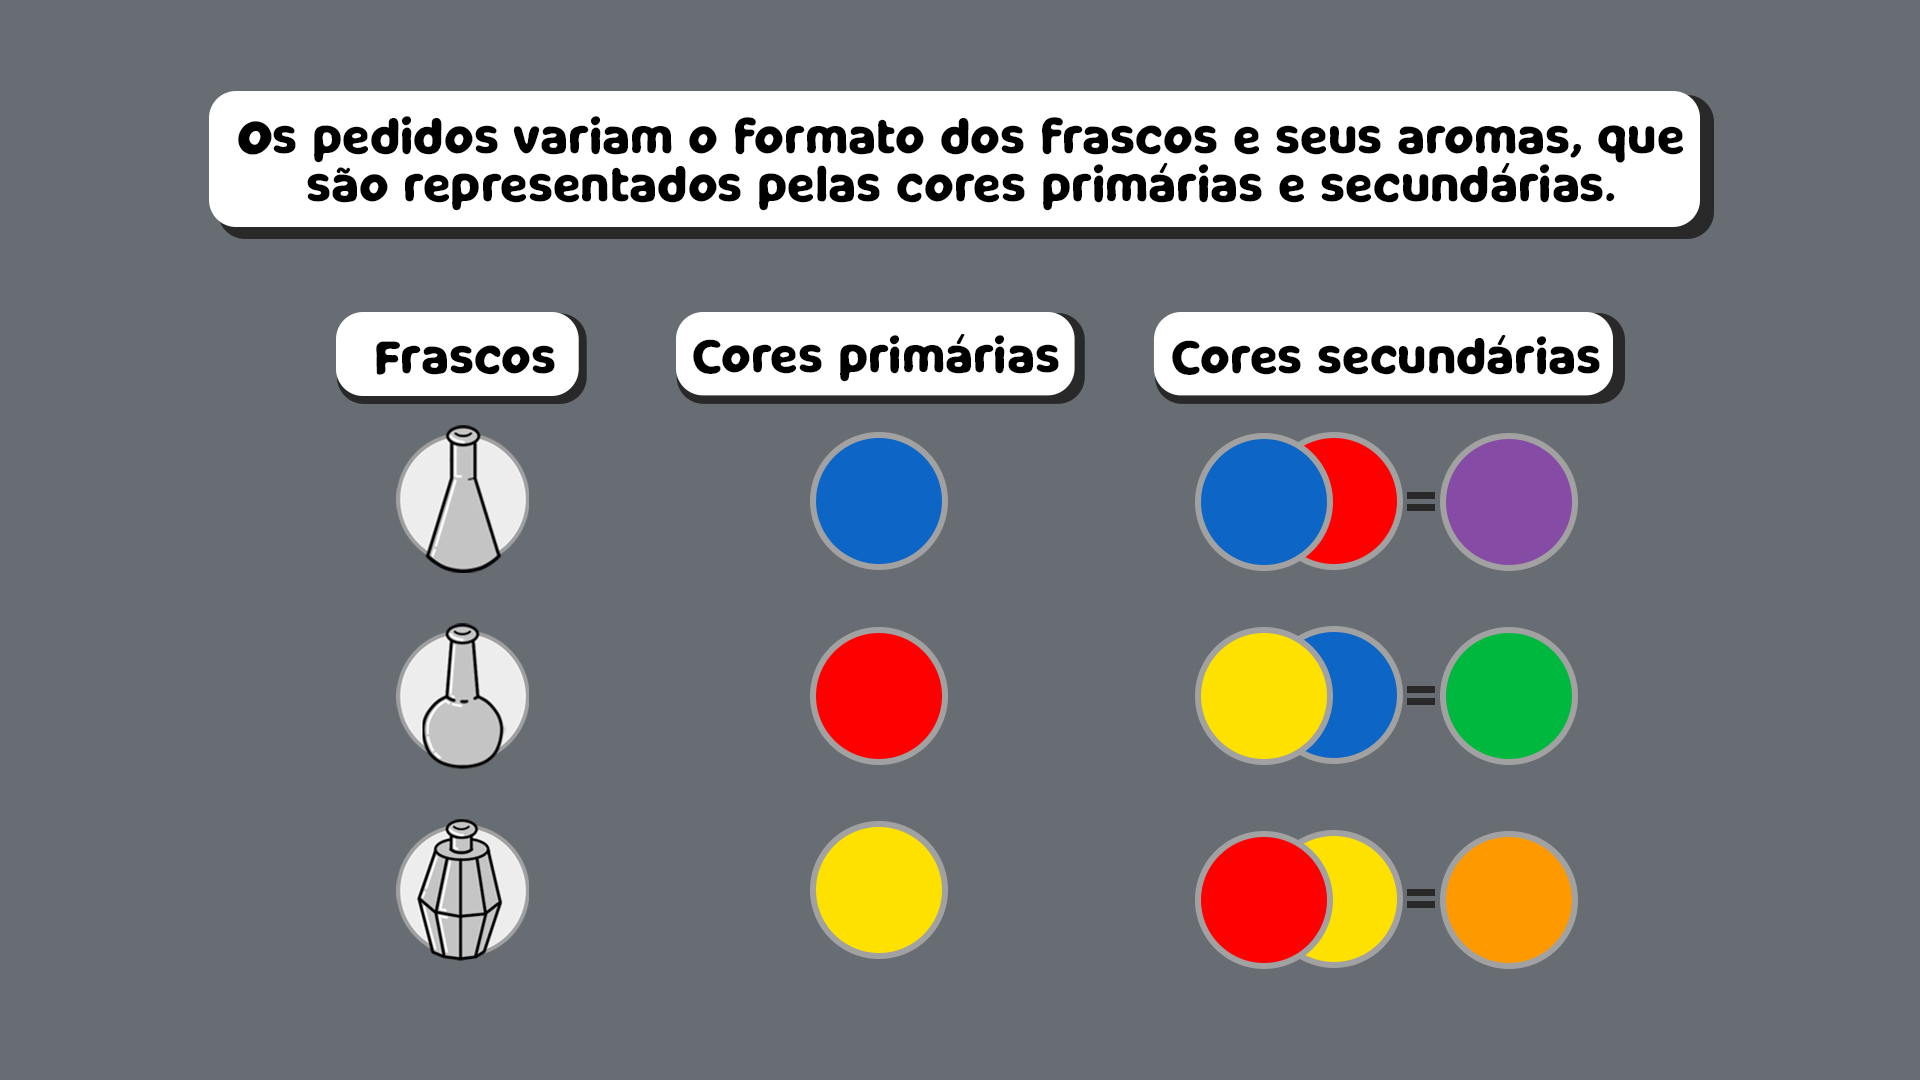 Os pedidos variam o formato dos frascos e seus aromas, que
são representados pelas cores primárias e secundárias.
Frascos
Cores primárias
Cores secundárias
=
=
=